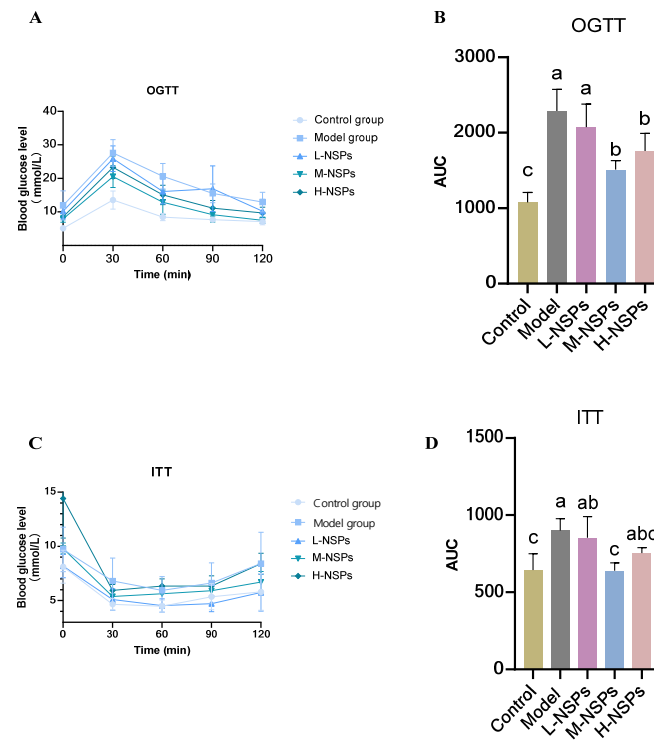 A
OGTT
Blood glucose level
( mmol/L)
40
30
20
10
0
30
60
90
120
Time (min)
Control group
Model group
L-NSPs
M-NSPs
H-NSPs
B
OGTT
AUC
3000
2000
1000
0
c
a
a
b
b
Control
Model
L-NSPs
M-NSPs
H-NSPs
C
ITT
Blood glucose level
(mmol/L)
15
10
5
0
30
60
90
120
Time (min)
Control group
Model group
L-NSPs
M-NSPs
H-NSPs
D
ITT
AUC
1500
1000
500
0
c
a
ab
c
abc
Control
Model
L-NSPs
M-NSPs
H-NSPs